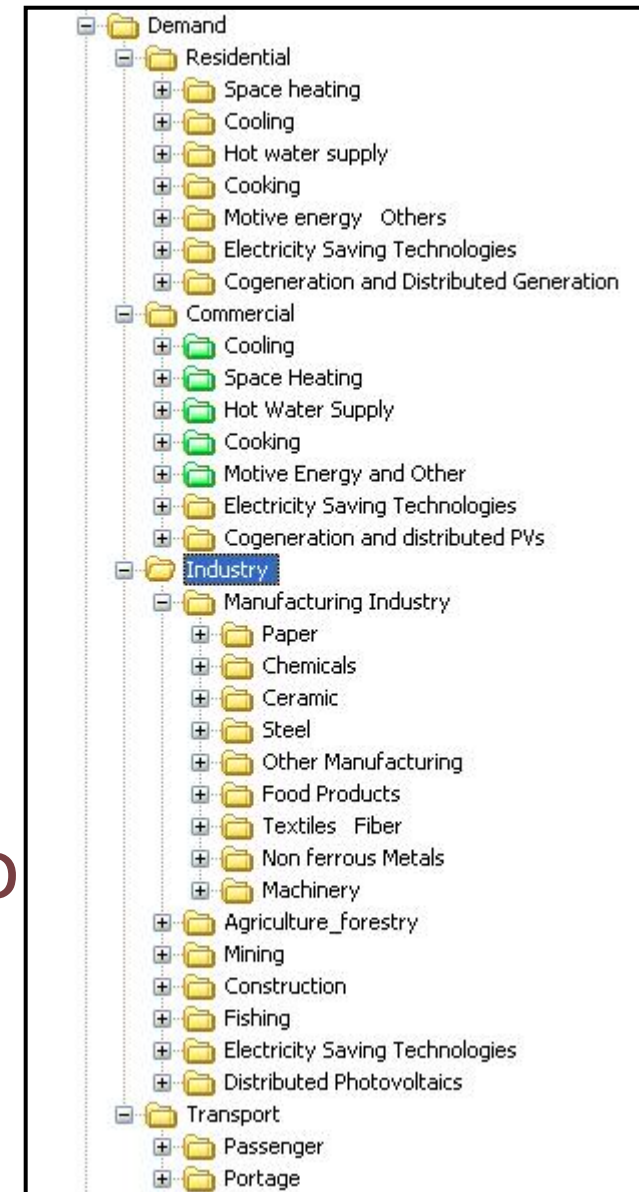 Demand
Residential
Space heating
Cooling
Hot water supply
Cooking
Motive energy Others
Electricity Saving Technologies
Cogeneration and Distributed Generation
Commercial
Cooling
Space Heating
Hot Water Supply
Cooking
Motive Energy and Other
Electricity Saving Technologies
Cogeneration and distributed PVs
Industry
Manufacturing Industry
Paper
Chemicals
Ceramic
Steel
Other Manufacturing
Food Products
Textiles Fiber
Non ferrous Metals
Machinery
Agriculture_forestry
Mining
Construction
Fishing
Electricity Saving Technologies
Distributed Photovoltaics
Transport
Passenger
Portage